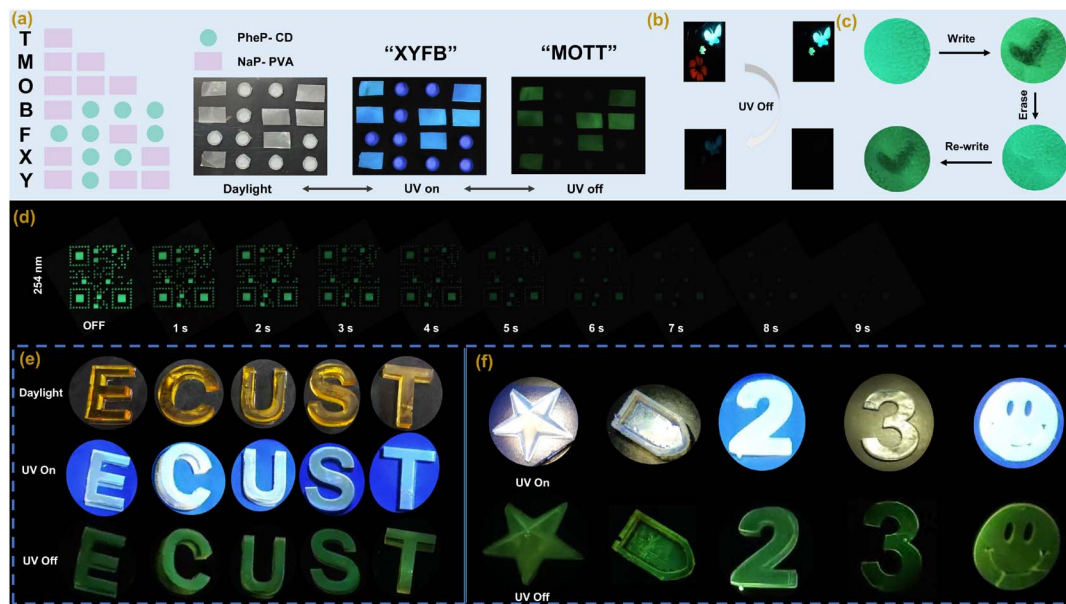 (a)
T
M
O
B
F
X
Y
PheP- CD
NaP- PVA
“XYFB”
“MOTT”
Daylight
UV on
UV off
(b)
UV Off
(c)
Write
Erase
Re-write
(d)
254 nm
OFF
1 s
2 s
3 s
4 s
5 s
6 s
7 s
8 s
9 s
(e)
Daylight
E C U S T
UV On
E C U S T
UV Off
E C U S T
(f)
2 3
UV On
2 3
UV Off